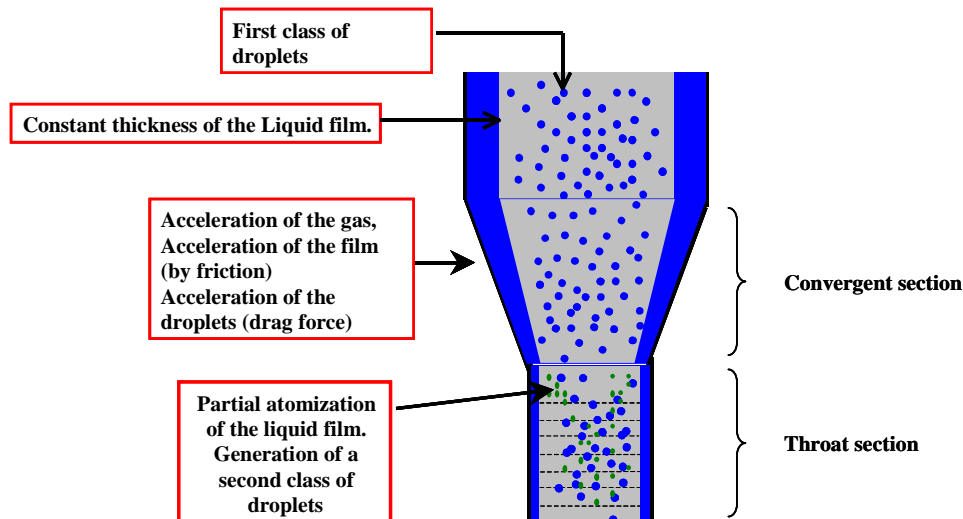 First class of
droplets
Constant thickness of the Liquid film.
Acceleration of the gas,
Acceleration of the film
(by friction)
Acceleration of the
droplets (drag force)
Convergent section
Partial atomization
of the liquid film.
Generation of a
second class of
droplets
Throat section